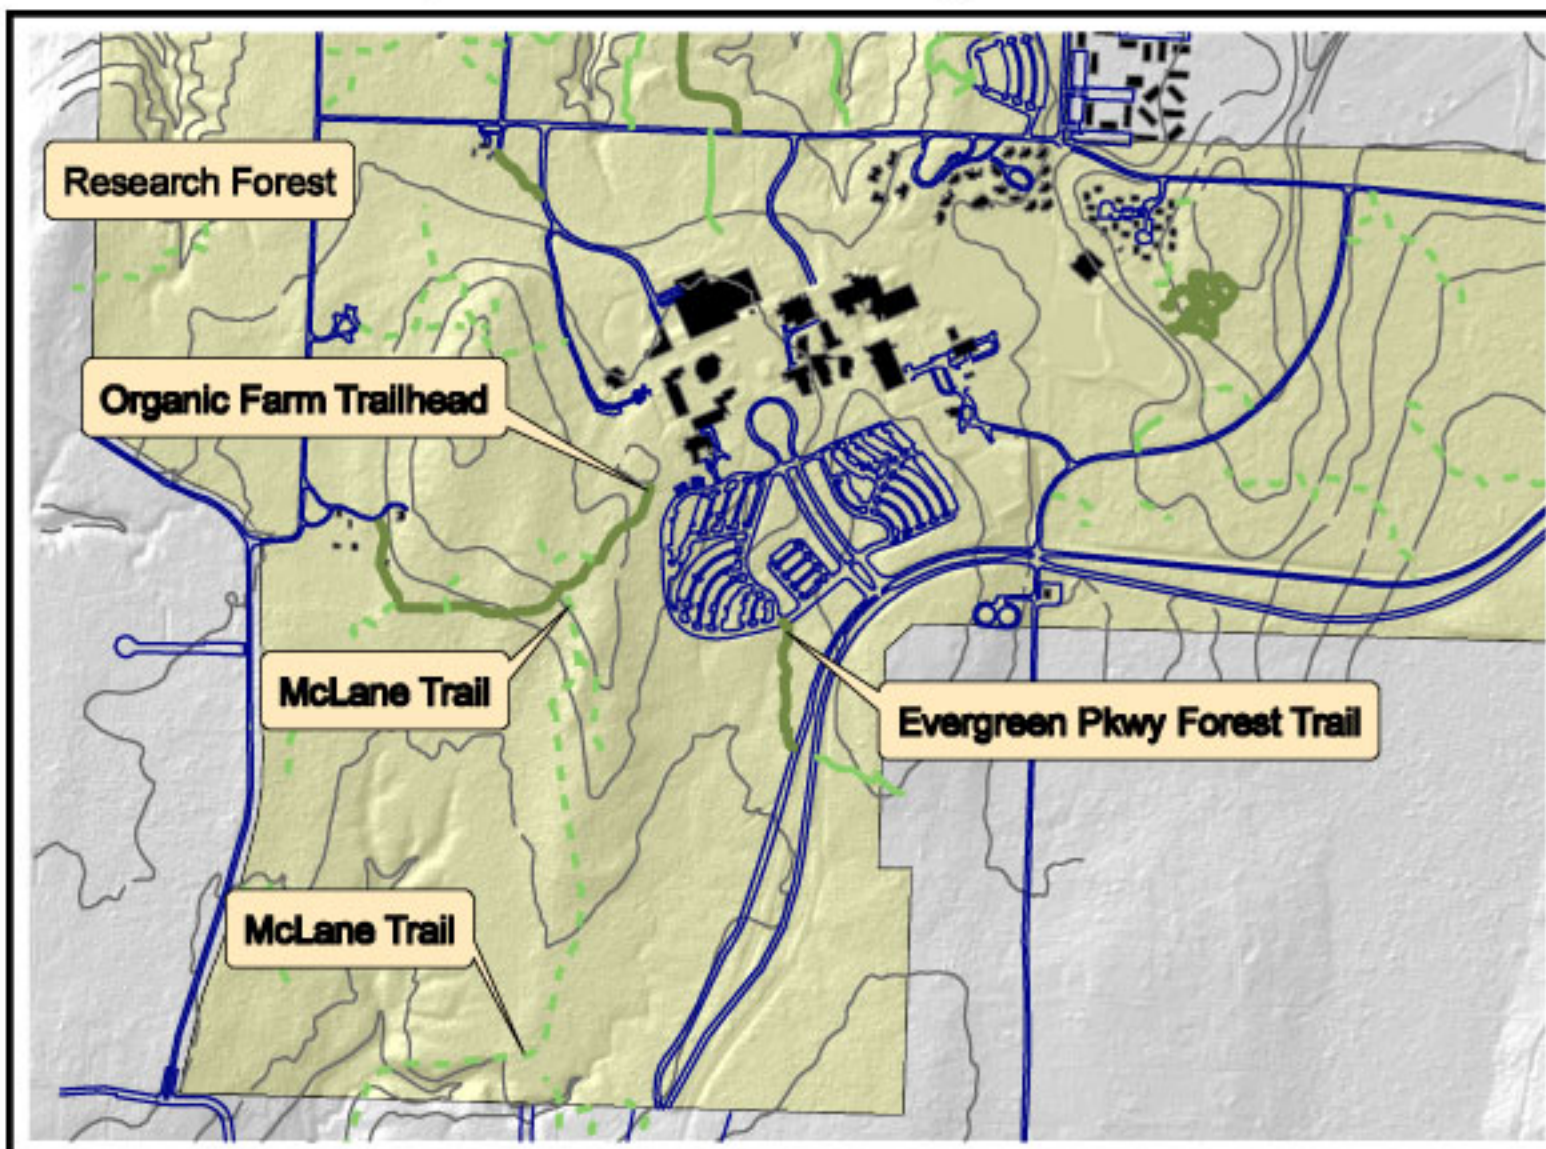 Research Forest
Organic Farm Trailhead
McLane Trail
Evergreen Pkwy Forest Trail
McLane Trail